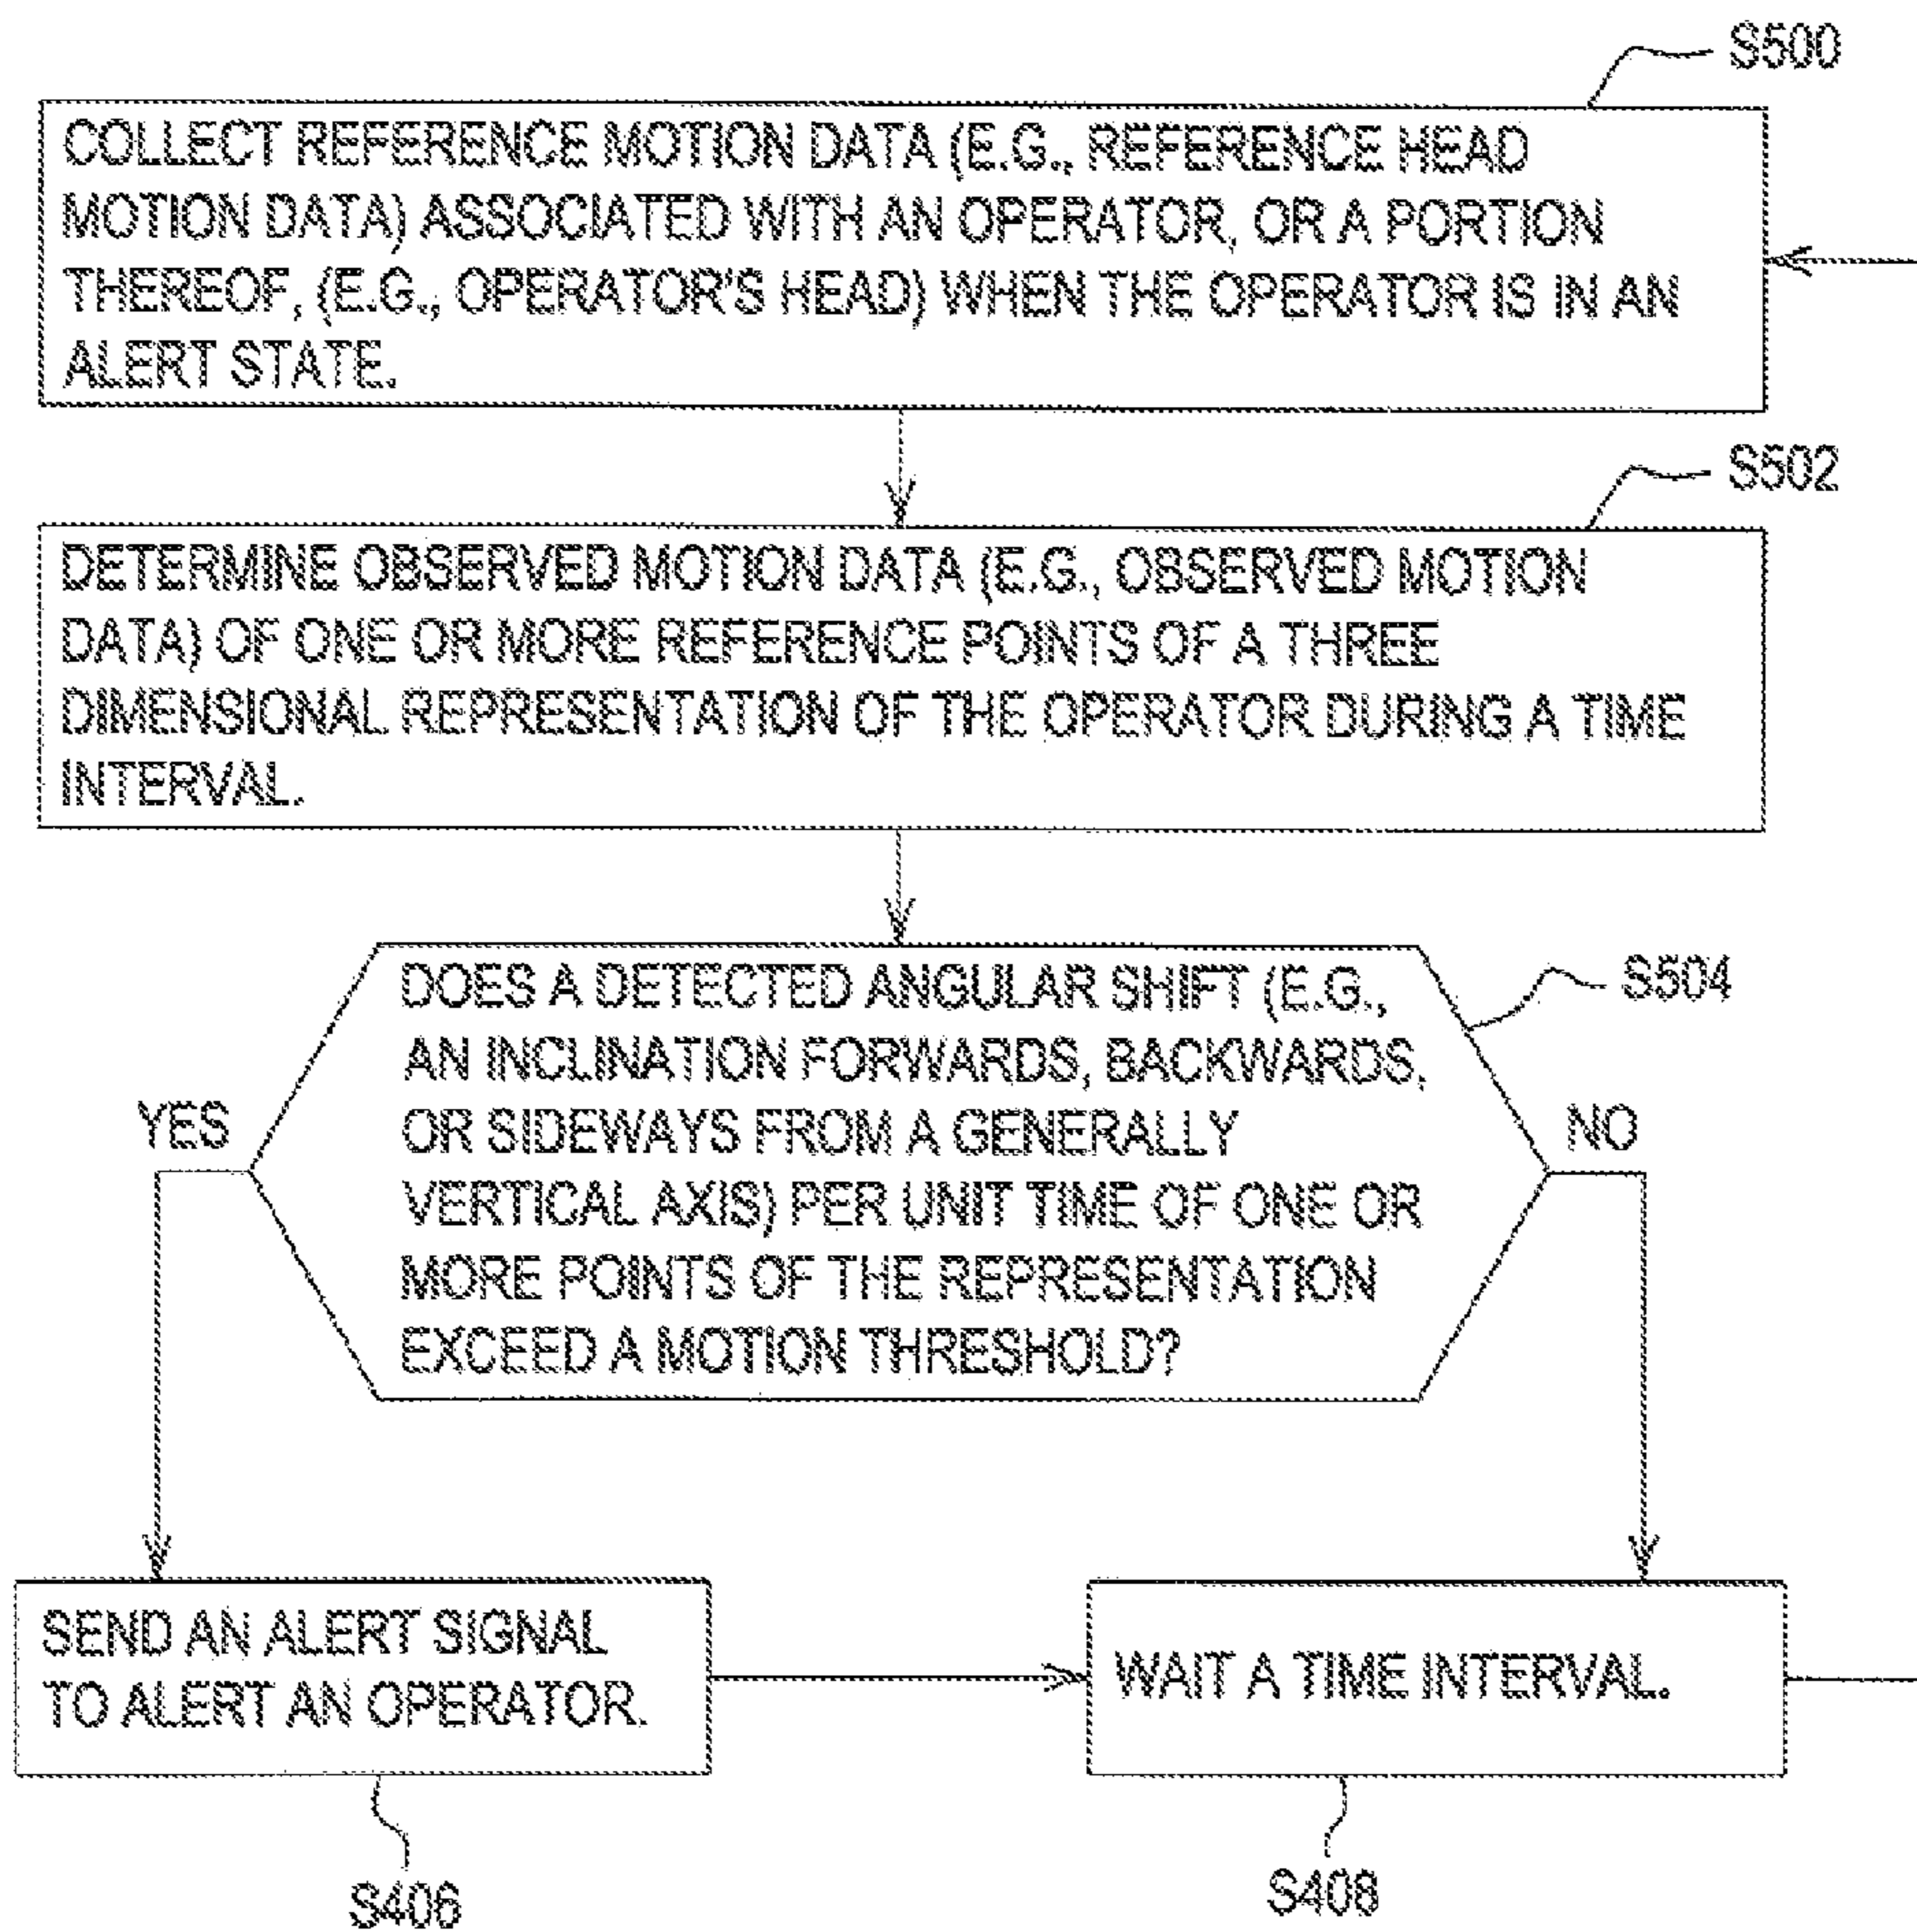 S500
COLLECT REFERENCE MOTION DATA (E.G., REFERENCE HEAD
MOTION DATA) ASSOCIATED WITH AN OPERATOR, OR A PORTION
THEREOF, (E.G., OPERATOR'S HEAD) WHEN THE OPERATOR IS IN AN
ALERT STATE.
S502
DETERMINE OBSERVED MOTION DATA (E.G., OBSERVED MOTION
DATA) OF ONE OR MORE REFERENCE POINTS OF A THREE
DIMENSIONAL REPRESENTATION OF THE OPERATOR DURING A TIME
INTERVAL.
S504
DOES A DETECTED ANGULAR SHIFT (E.G.,
AN INCLINATION FORWARDS, BACKWARDS,
OR SIDEWAYS FROM A GENERALLY
VERTICAL AXIS) PER UNIT TIME OF ONE OR
MORE POINTS OF THE REPRESENTATION
EXCEED A MOTION THRESHOLD?
YES
NO
SEND AN ALERT SIGNAL
TO ALERT AN OPERATOR.
WAIT A TIME INTERVAL.
S406
S408